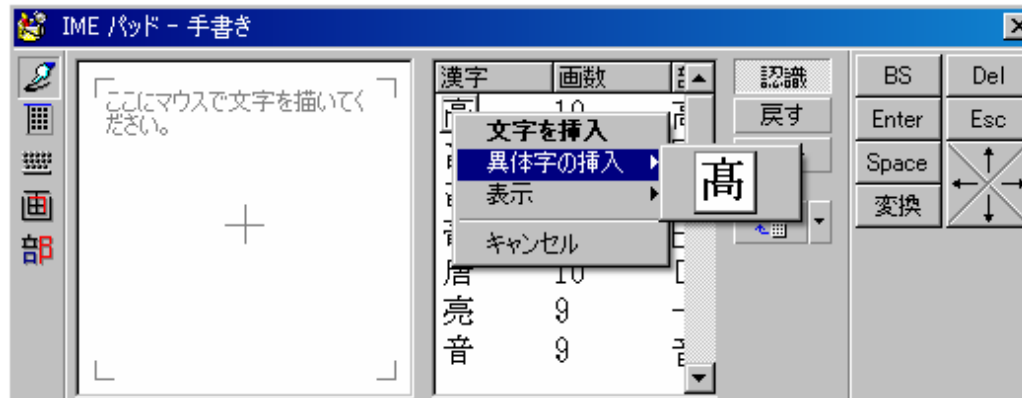 IME パッド - 手書き
ここにマウスで文字を描いてく
ださい。
漢字 画数
高 10
文字を挿入
異体字の挿入
髙
表示
キャンセル
唐 10
亮 9
音 9
認識
戻す
BS Del
Enter Esc
Space
変換
画
部